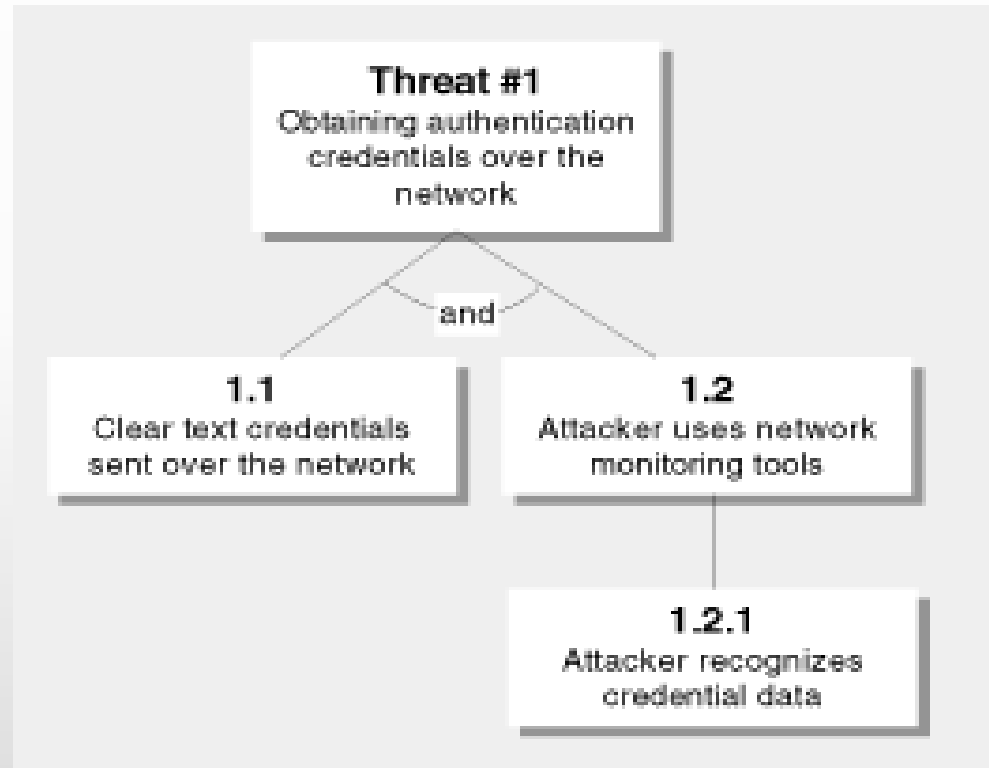 Threat #1
Obtaining authentication
credentials over the
network
and
1.1
Clear text credentials
sent over the network
1.2
Attacker uses network
monitoring tools
1.2.1
Attacker recognizes
credential data